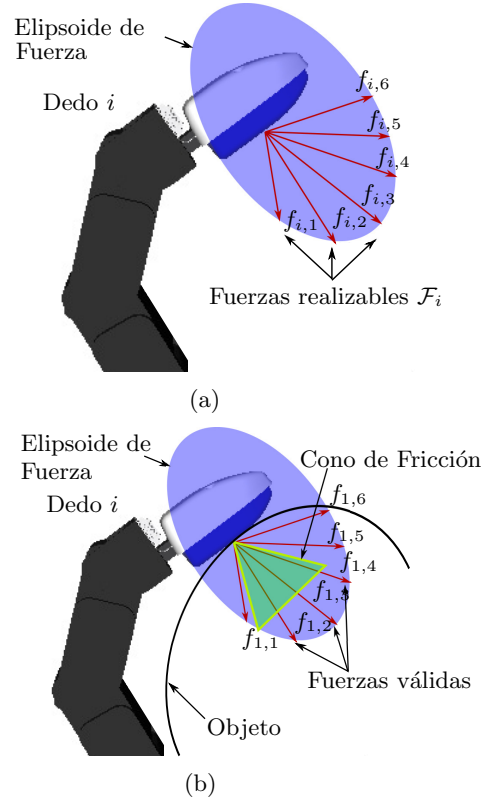 Elipsoide de
Fuerza
Dedo i
f_{i,6}
f_{i,5}
f_{i,4}
f_{i,3}
f_{i,1}
f_{i,2}
Fuerzas realizables \mathcal{F}_i
(a)
Elipsoide de
Fuerza
Cono de Fricción
Dedo i
f_{1,6}
f_{1,5}
f_{1,4}
f_{1,3}
f_{1,2}
f_{1,1}
Fuerzas válidas
Objeto
(b)